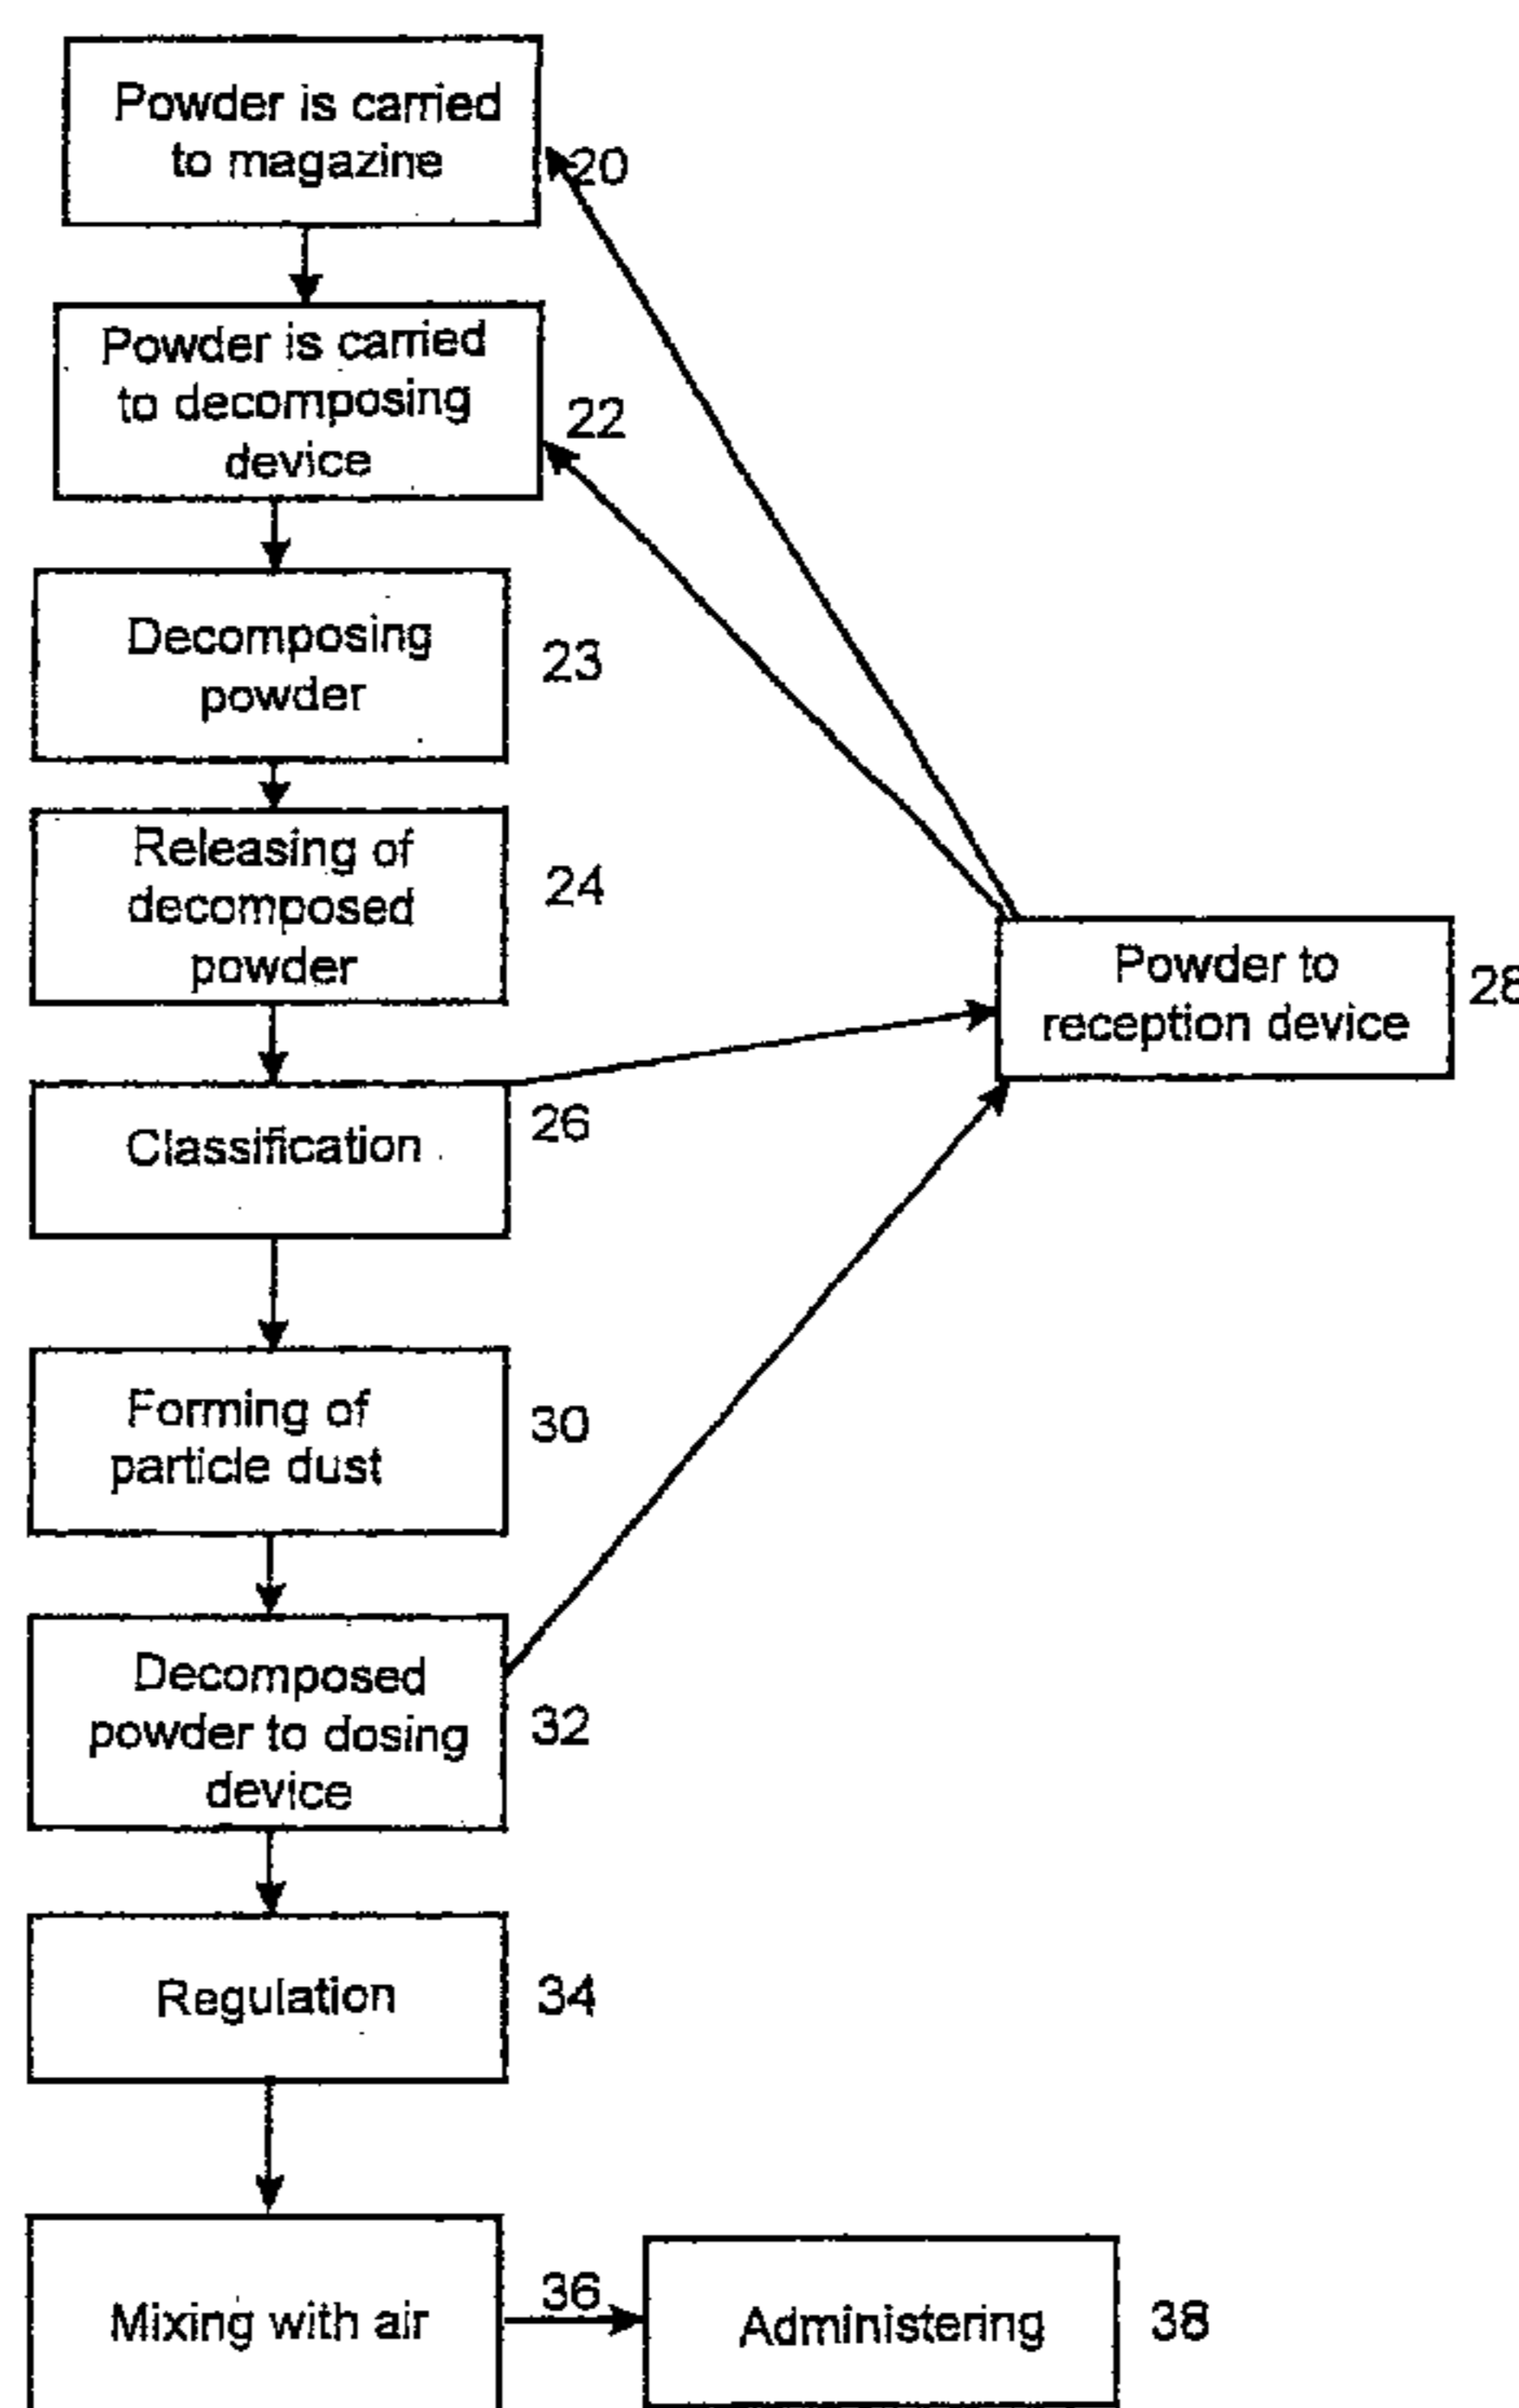 Powder is carried
to magazine
20
Powder is carried
to decomposing
device
22
Decomposing
powder
23
Releasing of
decomposed
powder
24
Powder to
reception device
28
Classification
26
Forming of
particle dust
30
Decomposed
powder to dosing
device
32
Regulation
34
Mixing with air
36
Administering
38